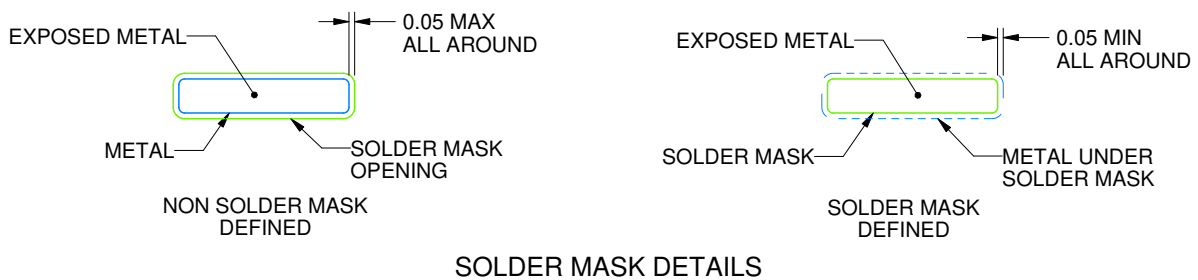 0.05 MAX
ALL AROUND
EXPOSED METAL
METAL
SOLDER MASK
OPENING
NON SOLDER MASK
DEFINED
0.05 MIN
ALL AROUND
EXPOSED METAL
SOLDER MASK
METAL UNDER
SOLDER MASK
SOLDER MASK
DEFINED
SOLDER MASK DETAILS